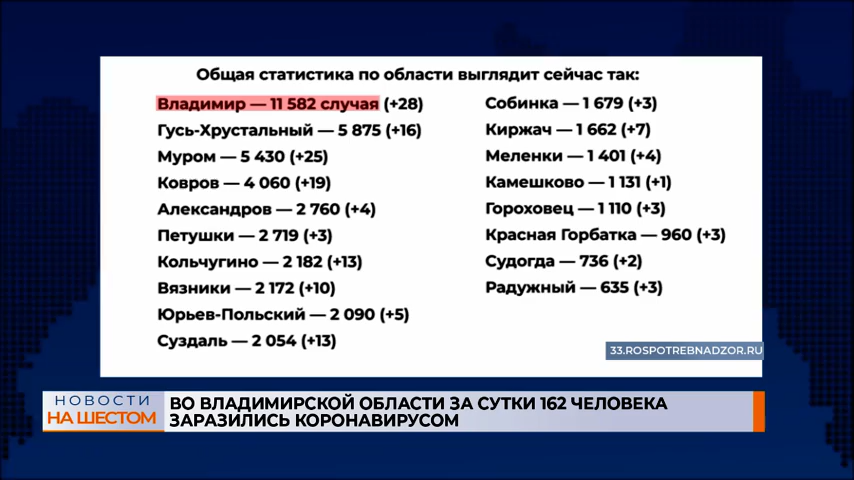 Общая статистика по области выглядит сейчас так:
Владимир — 11 582 случая (+28)
Гусь-Хрустальный — 5 875 (+16)
Муром — 5 430 (+25)
Ковров — 4 060 (+19)
Александров — 2 760 (+4)
Петушки — 2 719 (+3)
Кольчугино — 2 182 (+13)
Вязники — 2 172 (+10)
Юрьев-Польский — 2 090 (+5)
Суздаль — 2 054 (+13)
Собинка — 1 679 (+3)
Киржач — 1 662 (+7)
Меленки — 1 401 (+4)
Камешково — 1 131 (+1)
Гороховец — 1 110 (+3)
Красная Горбатка — 960 (+3)
Судогда — 736 (+2)
Радужный — 635 (+3)
33.ROSPOTREBNADZOR.RU
НОВОСТИ
НА ШЕСТОМ
ВО ВЛАДИМИРСКОЙ ОБЛАСТИ ЗА СУТКИ 162 ЧЕЛОВЕКА
ЗАРАЗИЛИСЬ КОРОНАВИРУСОМ